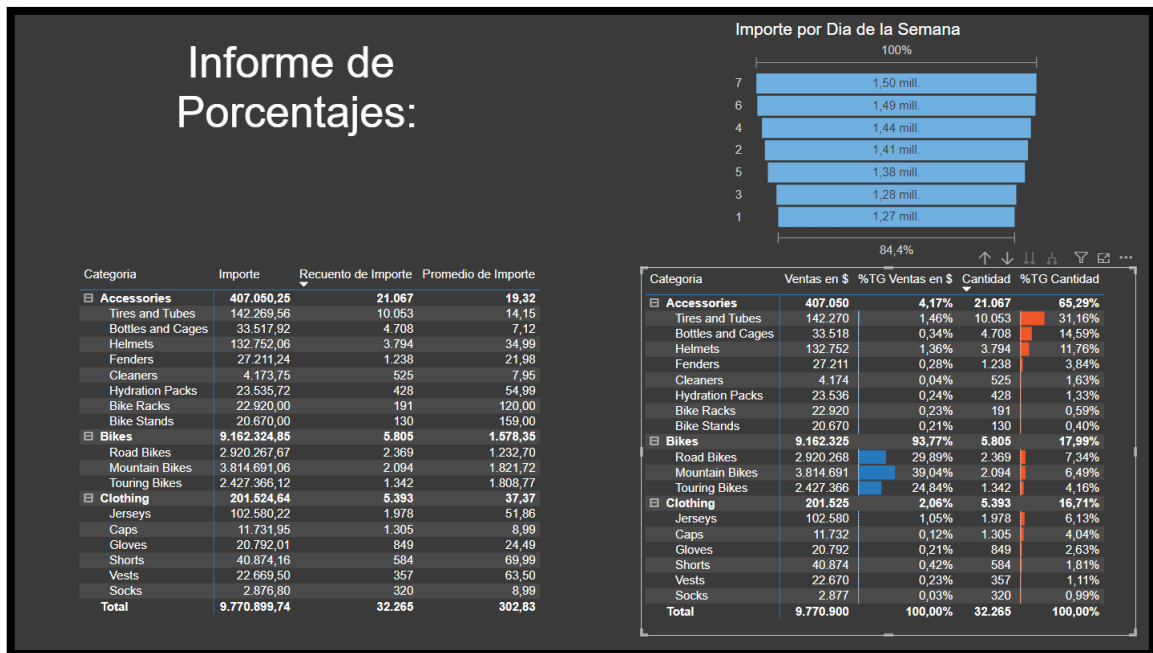 Informe de
Porcentajes:
Importe por Dia de la Semana
100%
7 1,50 mill.
6 1,49 mill.
4 1,44 mill.
2 1,41 mill.
5 1,38 mill.
3 1,28 mill.
1 1,27 mill.
84,4%
Categoria Importe Recuento de Importe Promedio de Importe
Accessories 407.050,25 21.067 19,32
Tires and Tubes 142.269,56 10.053 14,15
Bottles and Cages 33.517,92 4.708 7,12
Helmets 132.752,06 3.794 34,99
Fenders 27.211,24 1.238 21,98
Cleaners 4.173,75 525 7,95
Hydration Packs 23.535,72 428 54,99
Bike Racks 22.920,00 191 120,00
Bike Stands 20.670,00 130 159,00
Bikes 9.162.324,85 5.805 1.578,35
Road Bikes 2.920.267,67 2.369 1.232,70
Mountain Bikes 3.814.691,06 2.094 1.821,72
Touring Bikes 2.427.366,12 1.342 1.808,77
Clothing 201.524,64 5.393 37,37
Jerseys 102.580,22 1.978 51,86
Caps 11.731,95 1.305 8,99
Gloves 20.792,01 849 24,49
Shorts 40.874,16 584 69,99
Vests 22.669,50 357 63,50
Socks 2.876,80 320 8,99
Total 9.770.899,74 32.265 302,83
Categoria Ventas en $ %TG Ventas en $ Cantidad %TG Cantidad
Accessories 407.050 4,17% 21.067 65,29%
Tires and Tubes 142.270 1,46% 10.053 31,16%
Bottles and Cages 33.518 0,34% 4.708 14,59%
Helmets 132.752 1,36% 3.794 11,76%
Fenders 27.211 0,28% 1.238 3,84%
Cleaners 4.174 0,04% 525 1,63%
Hydration Packs 23.536 0,24% 428 1,33%
Bike Racks 22.920 0,23% 191 0,59%
Bike Stands 20.670 0,21% 130 0,40%
Bikes 9.162.325 93,77% 5.805 17,99%
Road Bikes 2.920.268 29,89% 2.369 7,34%
Mountain Bikes 3.814.691 39,04% 2.094 6,49%
Touring Bikes 2.427.366 24,84% 1.342 4,16%
Clothing 201.525 2,06% 5.393 16,71%
Jerseys 102.580 1,05% 1.978 6,13%
Caps 11.732 0,12% 1.305 4,04%
Gloves 20.792 0,21% 849 2,63%
Shorts 40.874 0,42% 584 1,81%
Vests 22.670 0,23% 357 1,11%
Socks 2.877 0,03% 320 0,99%
Total 9.770.900 100,00% 32.265 100,00%